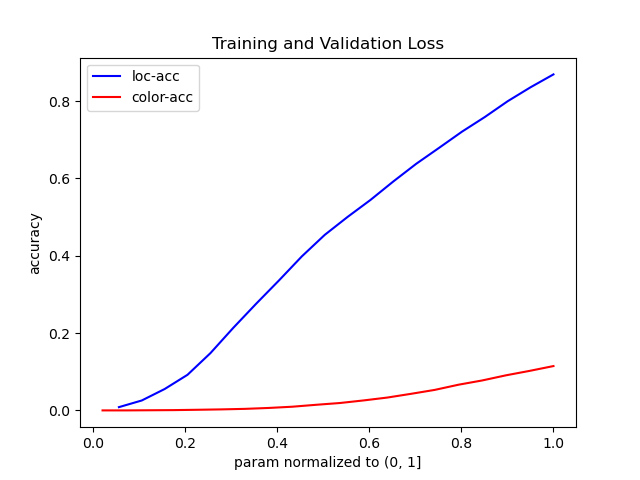 Training and Validation Loss
loc-acc
color-acc
accuracy
0.8
0.6
0.4
0.2
0.0
0.0 0.2 0.4 0.6 0.8 1.0
param normalized to (0, 1]